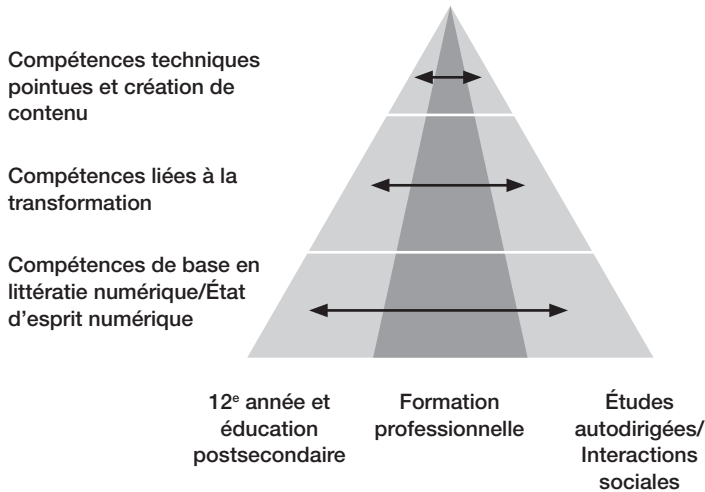 Compétences techniques
pointues et création de
contenu
Compétences liées à la
transformation
Compétences de base en
littératie numérique/État
d'esprit numérique
12e année et
éducation
postsecondaire
Formation
professionnelle
Études
autodirigées/
Interactions
sociales